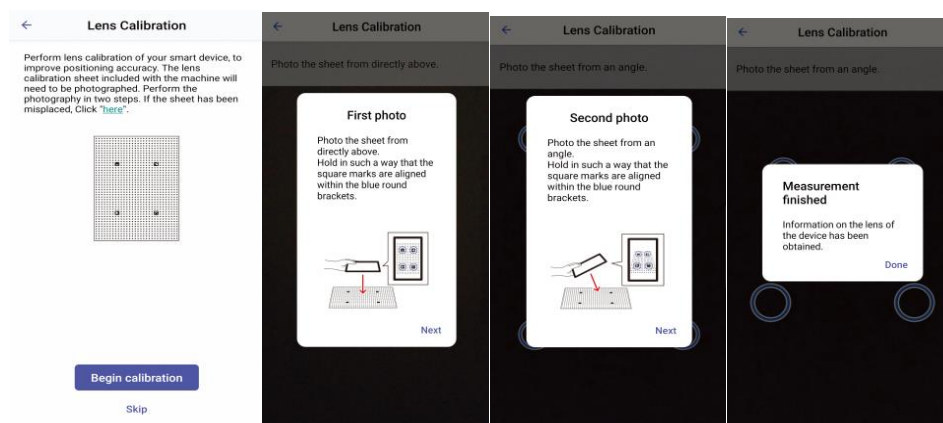 Lens Calibration
Perform lens calibration of your smart device, to
improve positioning accuracy. The lens
calibration sheet included with the machine will
need to be photographed. Perform the
photography in two steps. If the sheet has been
misplaced, Click "here".
Begin calibration
Skip
Lens Calibration
Photo the sheet from directly above.
First photo
Photo the sheet from
directly above.
Hold in such a way that the
square marks are aligned
within the blue round
brackets.
Next
Lens Calibration
Photo the sheet from an angle.
Second photo
Photo the sheet from an
angle.
Hold in such a way that the
square marks are aligned
within the blue round
brackets.
Next
Lens Calibration
Photo the sheet from an angle.
Measurement
finished
Information on the lens of
the device has been
obtained.
Done